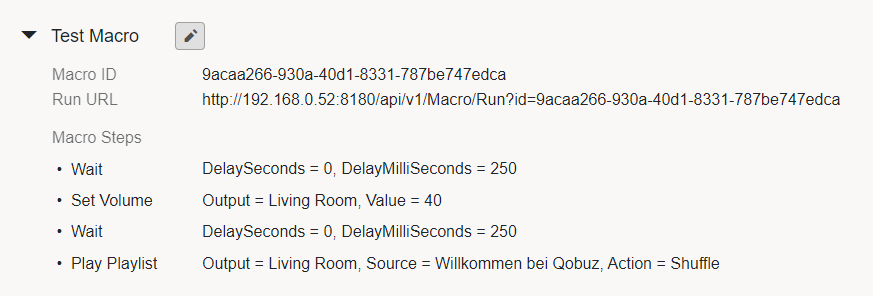 Test Macro
Macro ID 9acaa266-930a-40d1-8331-787be747edca
Run URL http://192.168.0.52:8180/api/v1/Macro/Run?id=9acaa266-930a-40d1-8331-787be747edca
Macro Steps
• Wait DelaySeconds = 0, DelayMilliSeconds = 250
• Set Volume Output = Living Room, Value = 40
• Wait DelaySeconds = 0, DelayMilliSeconds = 250
• Play Playlist Output = Living Room, Source = Willkommen bei Qobuz, Action = Shuffle